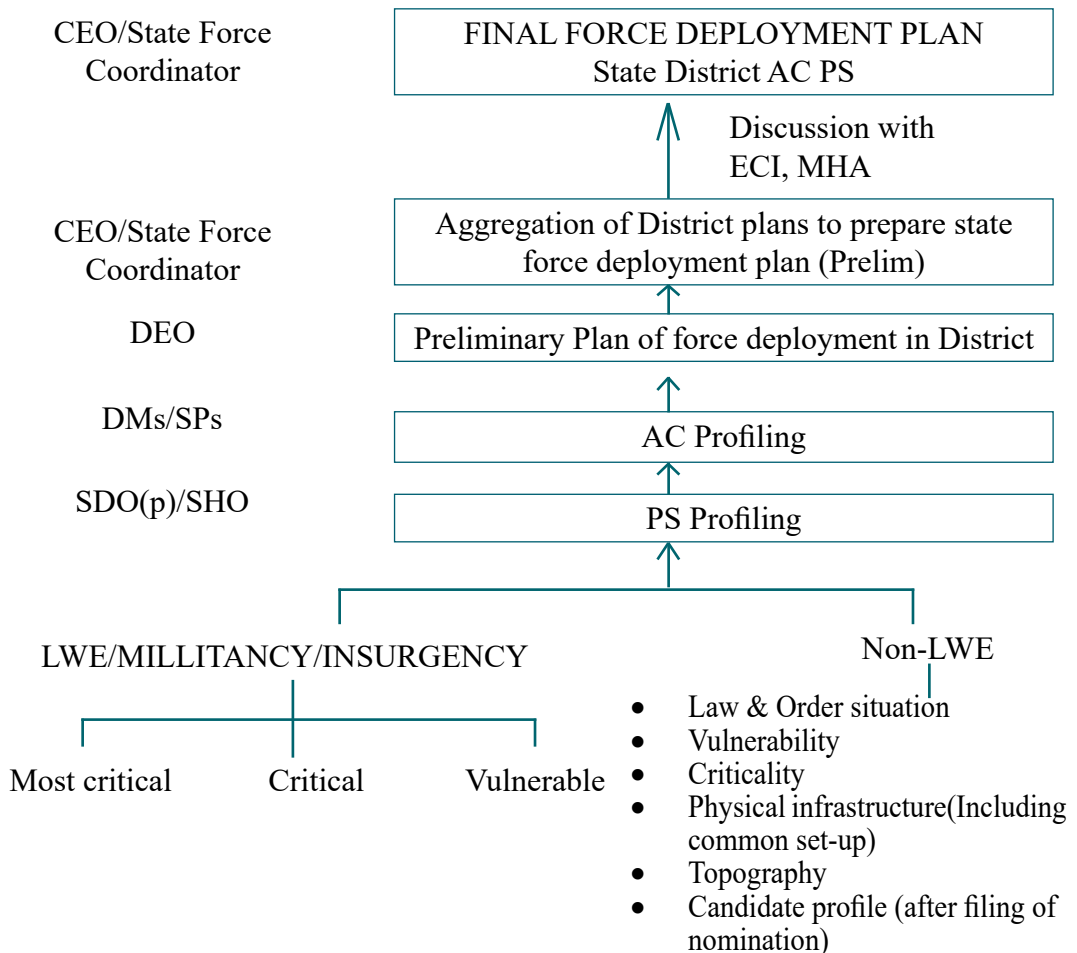 CEO/State Force
Coordinator
FINAL FORCE DEPLOYMENT PLAN
State District AC PS
Discussion with
ECI, MHA
CEO/State Force
Coordinator
Aggregation of District plans to prepare state
force deployment plan (Prelim)
DEO
Preliminary Plan of force deployment in District
DMs/SPs
AC Profiling
SDO(p)/SHO
PS Profiling
LWE/MILLITANCY/INSURGENCY
Non-LWE
Most critical
Critical
Vulnerable
• Law & Order situation
• Vulnerability
• Criticality
• Physical infrastructure(Including
common set-up)
• Topography
• Candidate profile (after filing of
nomination)